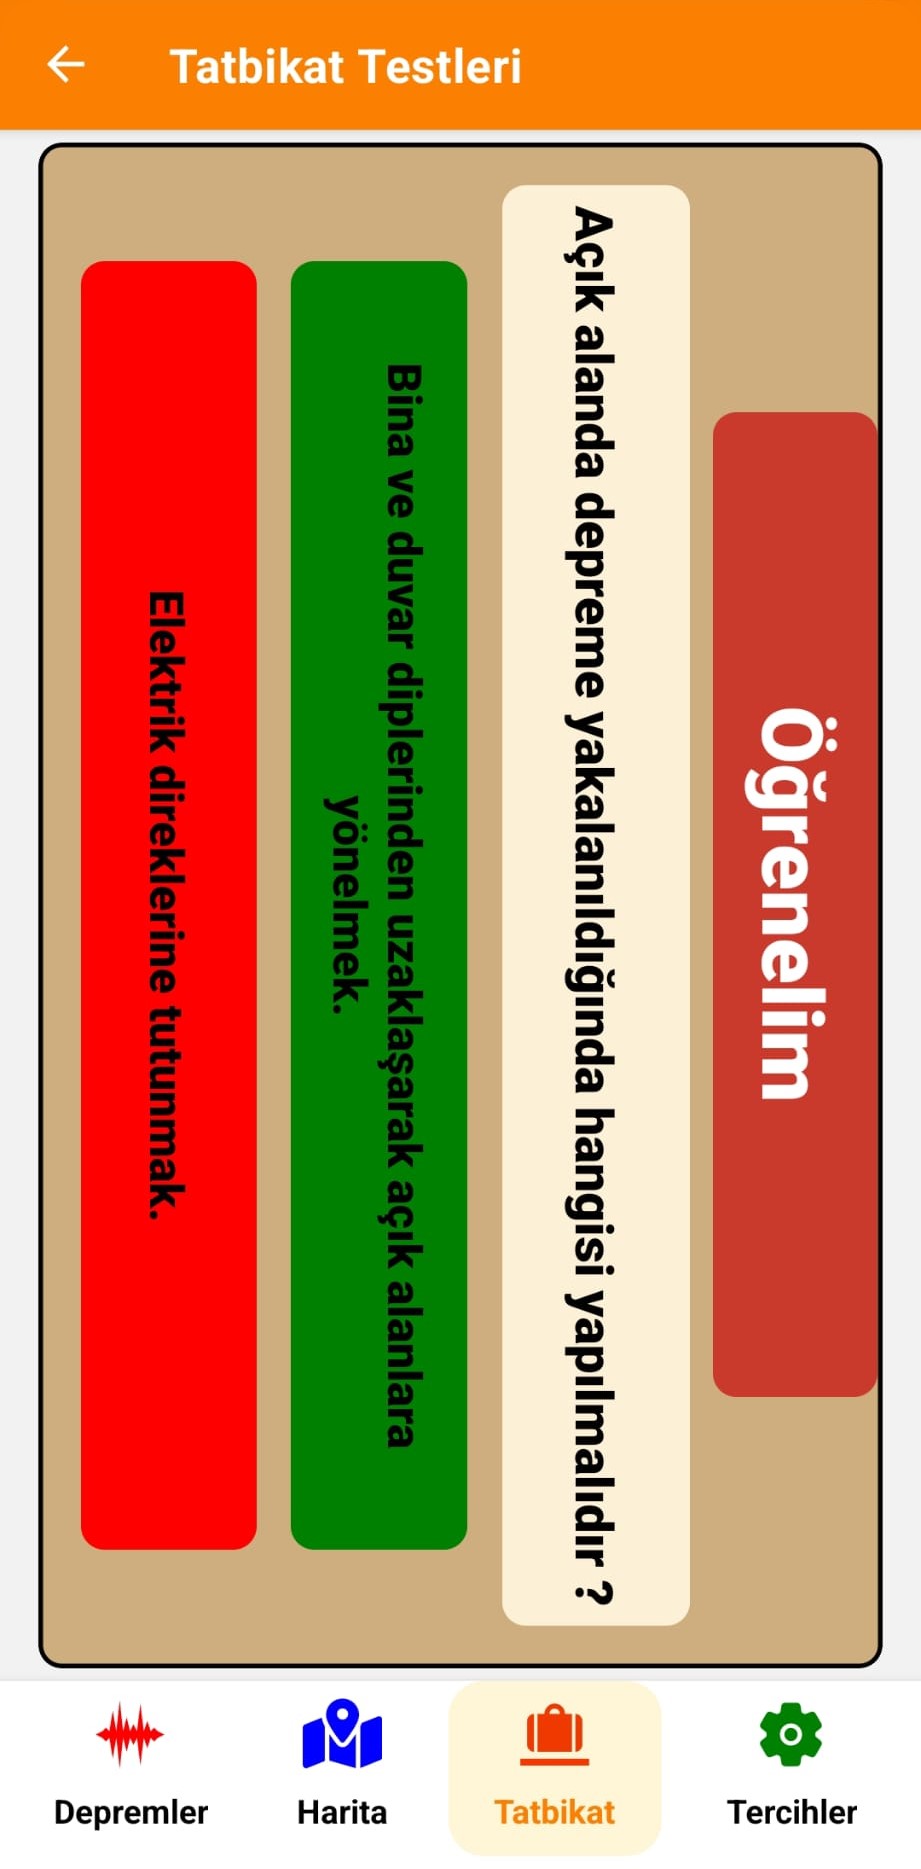 Tatbikat Testleri
Öğrenelim
Açık alanda depreme yakalanıldığında hangisi yapılmalıdır ?
Bina ve duvar diplerinden uzaklaşarak açık alanlara
yönelmek.
Elektrik direklerine tutunmak.
Depremler
Harita
Tatbikat
Tercihler